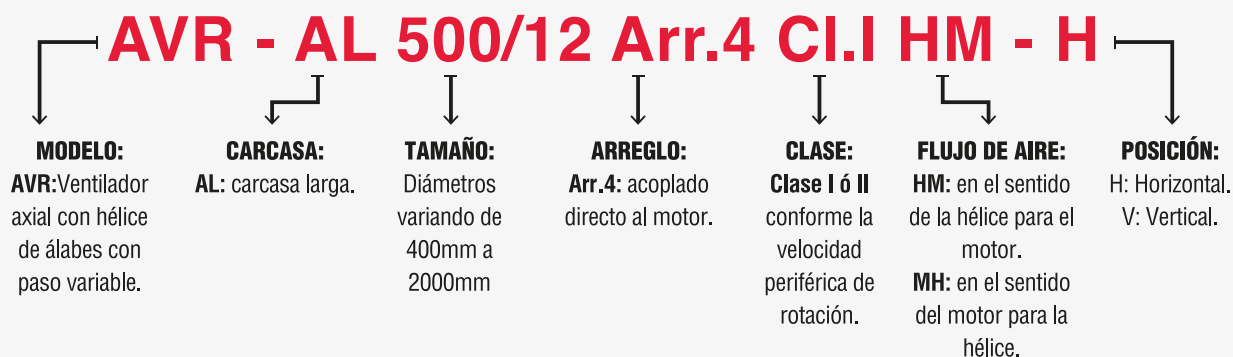 AVR - AL 500/12 Arr.4 Cl.I HM - H
MODELO:
AVR:Ventilador
axial con hélice
de álabes con
paso variable.
CARCASA:
AL: carcasa larga.
TAMAÑO:
Diámetros
variando de
400mm a
2000mm
ARREGLO:
Arr.4: acoplado
directo al motor.
CLASE:
Clase I ó II
conforme la
velocidad
periférica de
rotación.
FLUJO DE AIRE:
HM: en el sentido
de la hélice para el
motor.
MH: en el sentido
del motor para la
hélice.
POSICIÓN:
H: Horizontal.
V: Vertical.